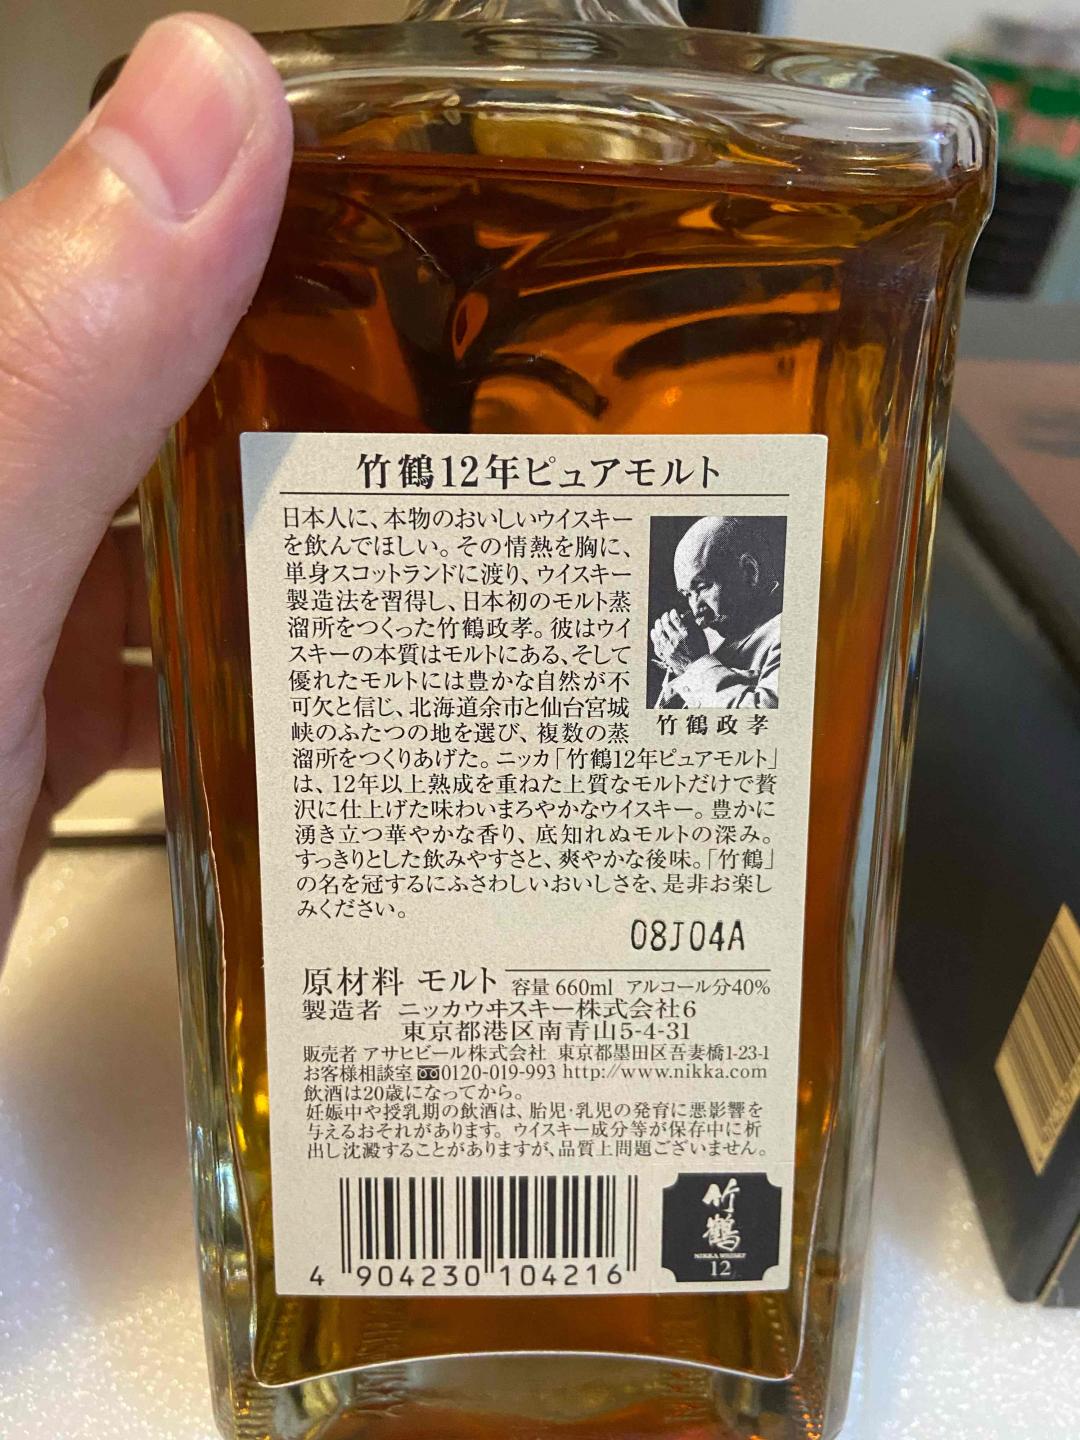 竹鶴12年ピュアモルト
日本人に、本物のおいしいウイスキー
を飲んでほしい。その情熱を胸に、
単身スコットランドに渡り、ウイスキー
製造法を習得し、日本初のモルト蒸
溜所をつくった竹鶴政孝。彼はウイ
スキーの本質はモルトにある、そして
優れたモルトには豊かな自然が不
可欠と信じ、北海道余市と仙台宮城
峡のふたつの地を選び、複数の蒸
溜所をつくりあげた。ニッカ「竹鶴12年ピュアモルト」
は、12年以上熟成を重ねた上質なモルトだけで贅
沢に仕上げた味わいまろやかなウイスキー。豊かに
湧き立つ華やかな香り、底知れぬモルトの深み。
すっきりとした飲みやすさと、爽やかな後味。「竹鶴」
の名を冠するにふさわしいおいしさを、是非お楽し
みください。
竹鶴政孝
08J04A
原材料 モルト 容量 660ml アルコール分40%
製造者 ニッカウヰスキー株式会社6
東京都港区南青山5-4-31
販売者 アサヒビール株式会社 東京都墨田区吾妻橋1-23-1
お客様相談室 0120-019-993 http://www.nikka.com
飲酒は20歳になってから。
妊娠中や授乳期の飲酒は、胎児・乳児の発育に悪影響を
与えるおそれがあります。ウイスキー成分等が保存中に析
出し沈澱することがありますが、品質上問題ございません。
4 904230 104216
竹鶴
NIKKA WHISKY
12